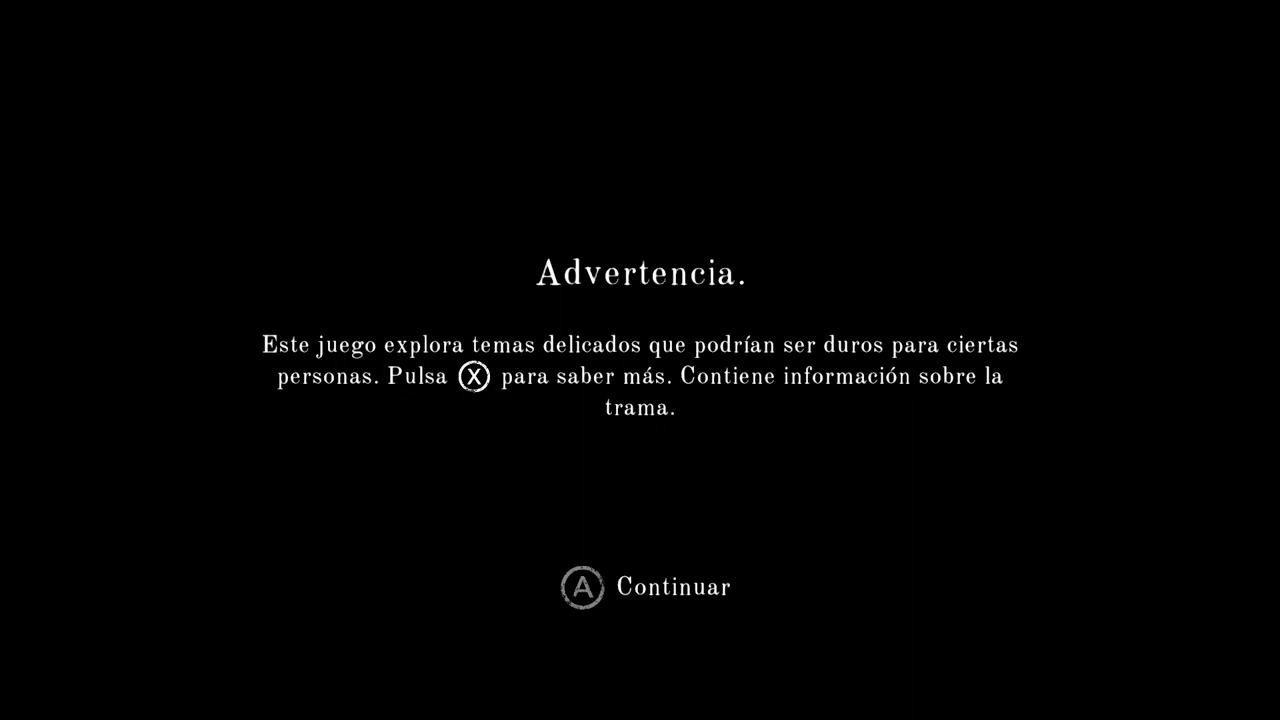 Advertencia.
Este juego explora temas delicados que podrían ser duros para ciertas
personas. Pulsa X para saber más. Contiene información sobre la
trama.
A Continuar